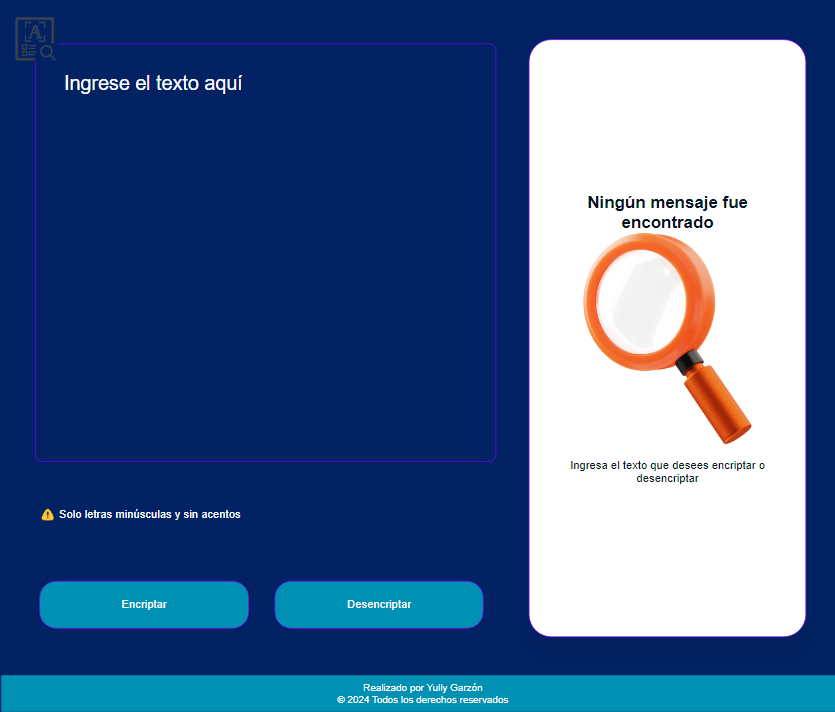 A
Ingrese el texto aquí
Ningún mensaje fue
encontrado
Ingresa el texto que desees encriptar o
desencriptar
Solo letras minúsculas y sin acentos
Encriptar
Desencriptar
Realizado por Yully Garzón
© 2024 Todos los derechos reservados